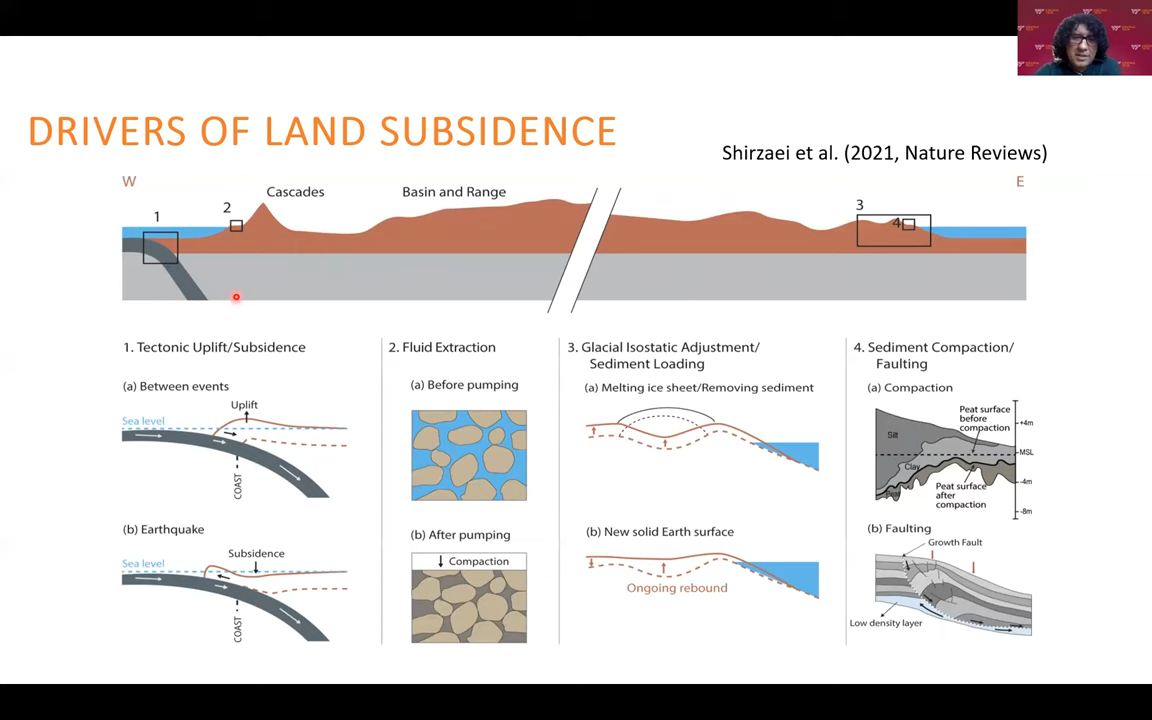 DRIVERS OF LAND SUBSIDENCE
Shirzaei et al. (2021, Nature Reviews)
W
Cascades
Basin and Range
E
1
2
3
4
1. Tectonic Uplift/Subsidence
(a) Between events
Uplift
Sea level
COAST
(b) Earthquake
Subsidence
Sea level
COAST
2. Fluid Extraction
(a) Before pumping
(b) After pumping
Compaction
3. Glacial Isostatic Adjustment/
Sediment Loading
(a) Melting ice sheet/Removing sediment
(b) New solid Earth surface
Ongoing rebound
4. Sediment Compaction/
Faulting
(a) Compaction
Peat surface
before
compaction
+4m
Silt
MSL
Clay
-4m
Peat
Peat surface
after
compaction
-8m
(b) Faulting
Growth Fault
Low density layer